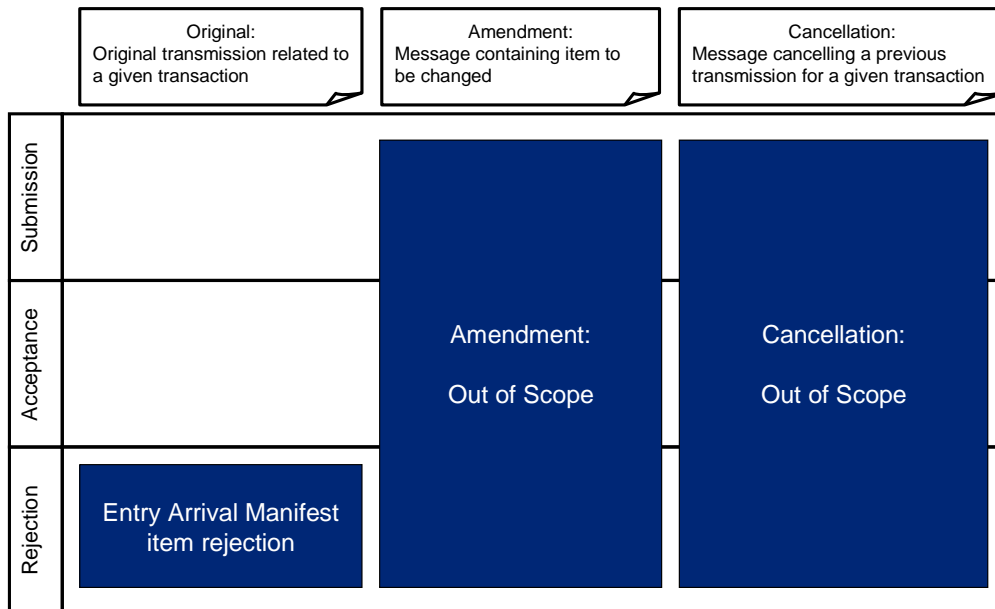 Original:
Original transmission related to
a given transaction
Amendment:
Message containing item to
be changed
Cancellation:
Message cancelling a previous
transmission for a given transaction
Submission
Acceptance
Rejection
Amendment:
Out of Scope
Cancellation:
Out of Scope
Entry Arrival Manifest
item rejection